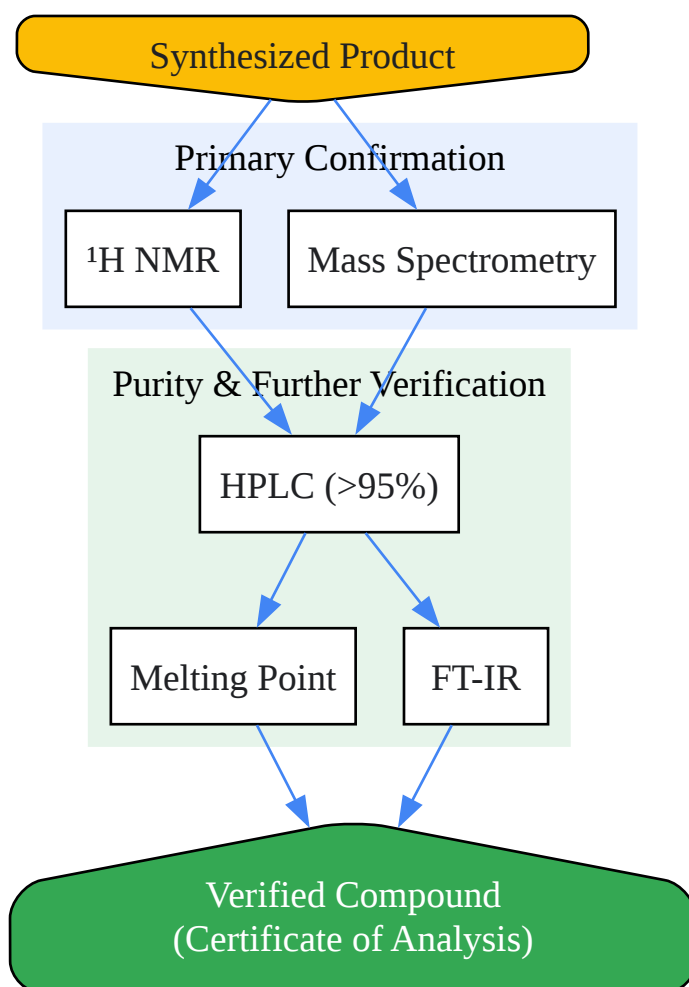 Synthesized Product
Primary Confirmation
¹H NMR
Mass Spectrometry
Purity & Further Verification
HPLC (>95%)
Melting Point
FT-IR
Verified Compound
(Certificate of Analysis)